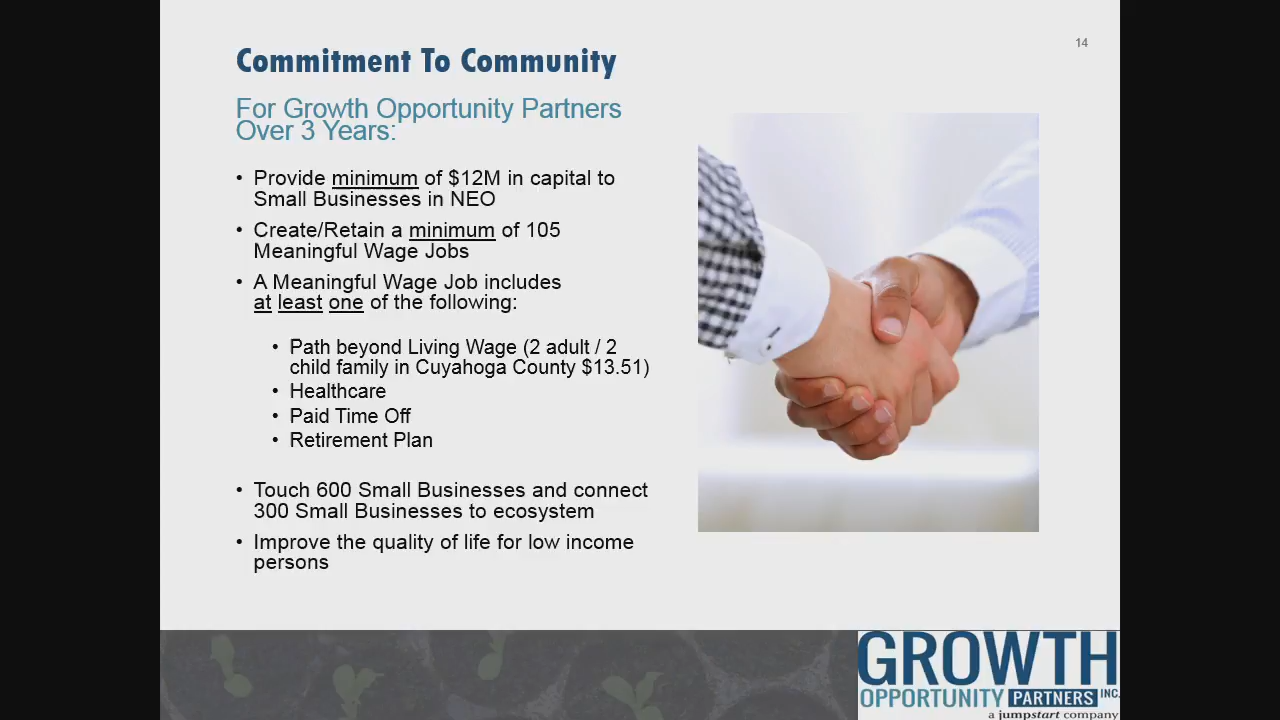 14
Commitment To Community
For Growth Opportunity Partners
Over 3 Years:
• Provide minimum of $12M in capital to
Small Businesses in NEO
• Create/Retain a minimum of 105
Meaningful Wage Jobs
• A Meaningful Wage Job includes
at least one of the following:
• Path beyond Living Wage (2 adult / 2
child family in Cuyahoga County $13.51)
• Healthcare
• Paid Time Off
• Retirement Plan
• Touch 600 Small Businesses and connect
300 Small Businesses to ecosystem
• Improve the quality of life for low income
persons
GROWTH
OPPORTUNITY PARTNERS INC.
a jumpstart company